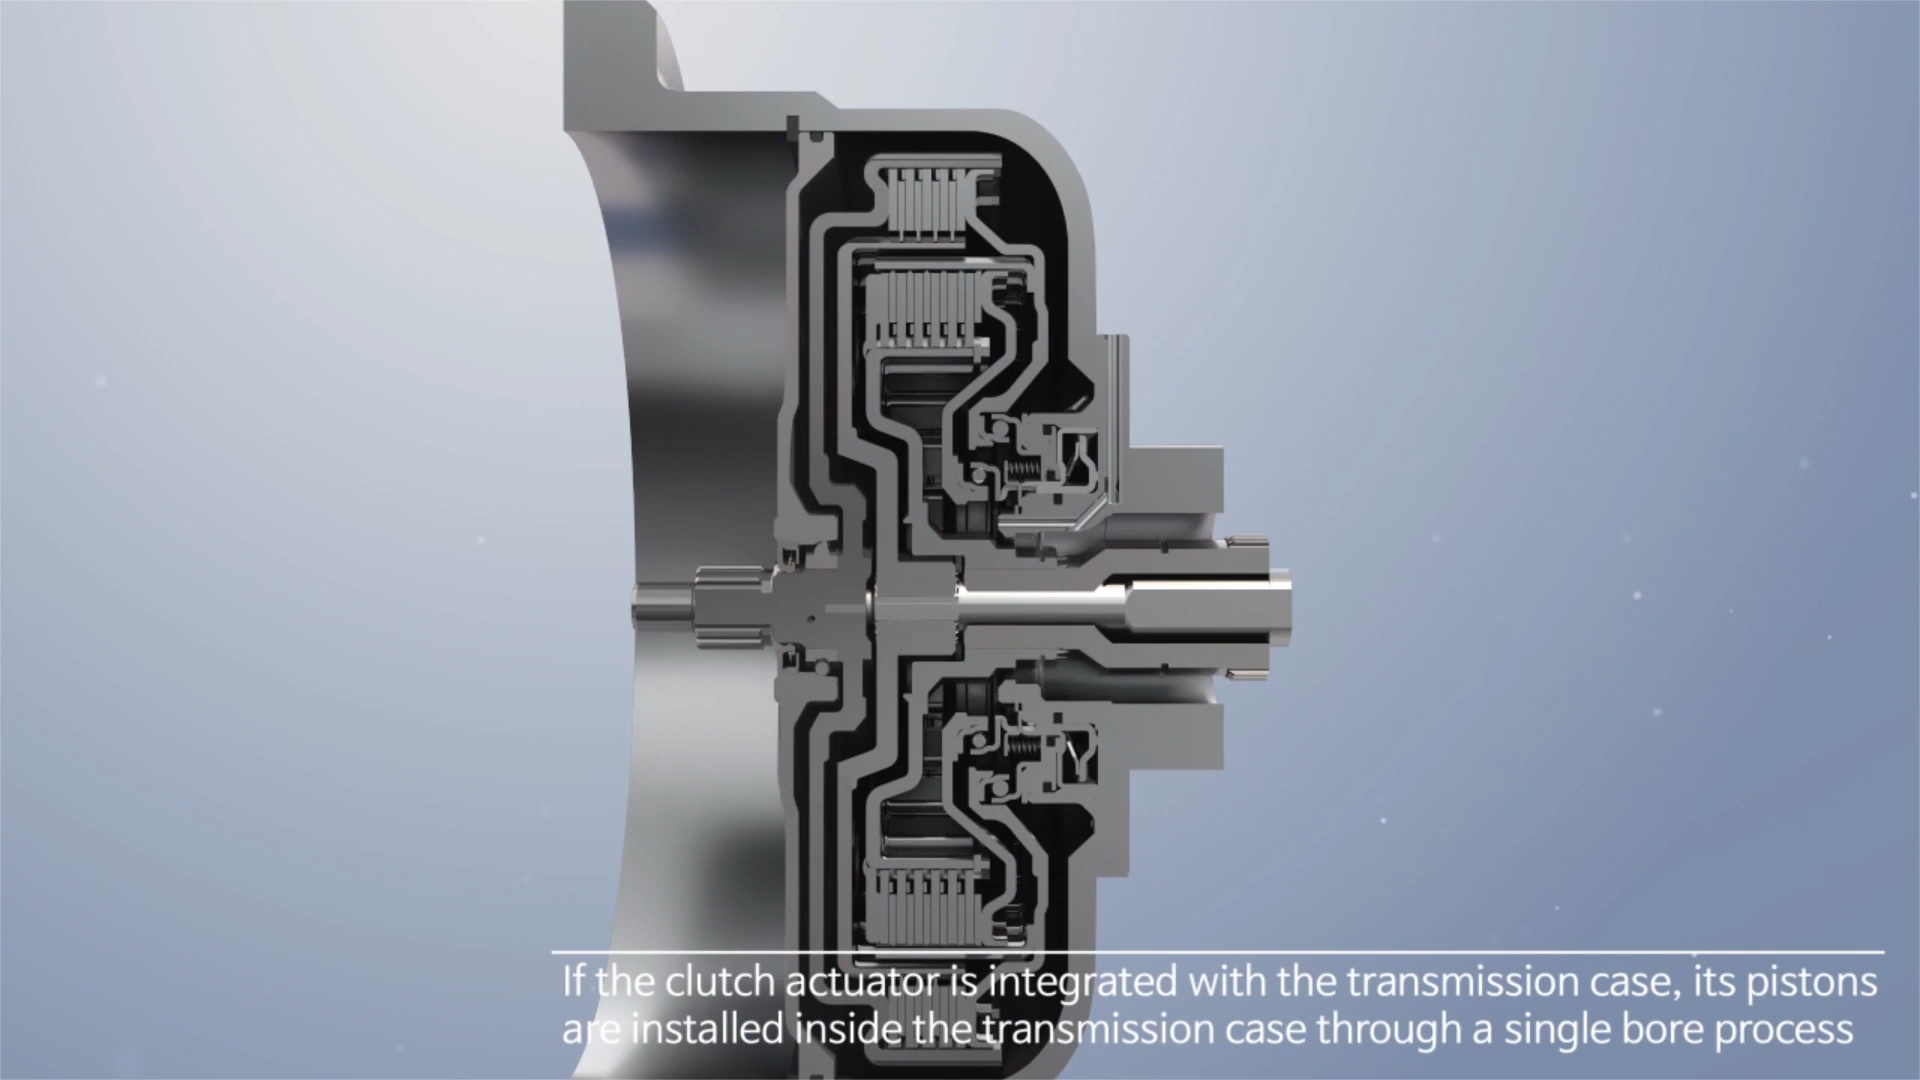 If the clutch actuator is integrated with the transmission case, its pistons
are installed inside the transmission case through a single bore process